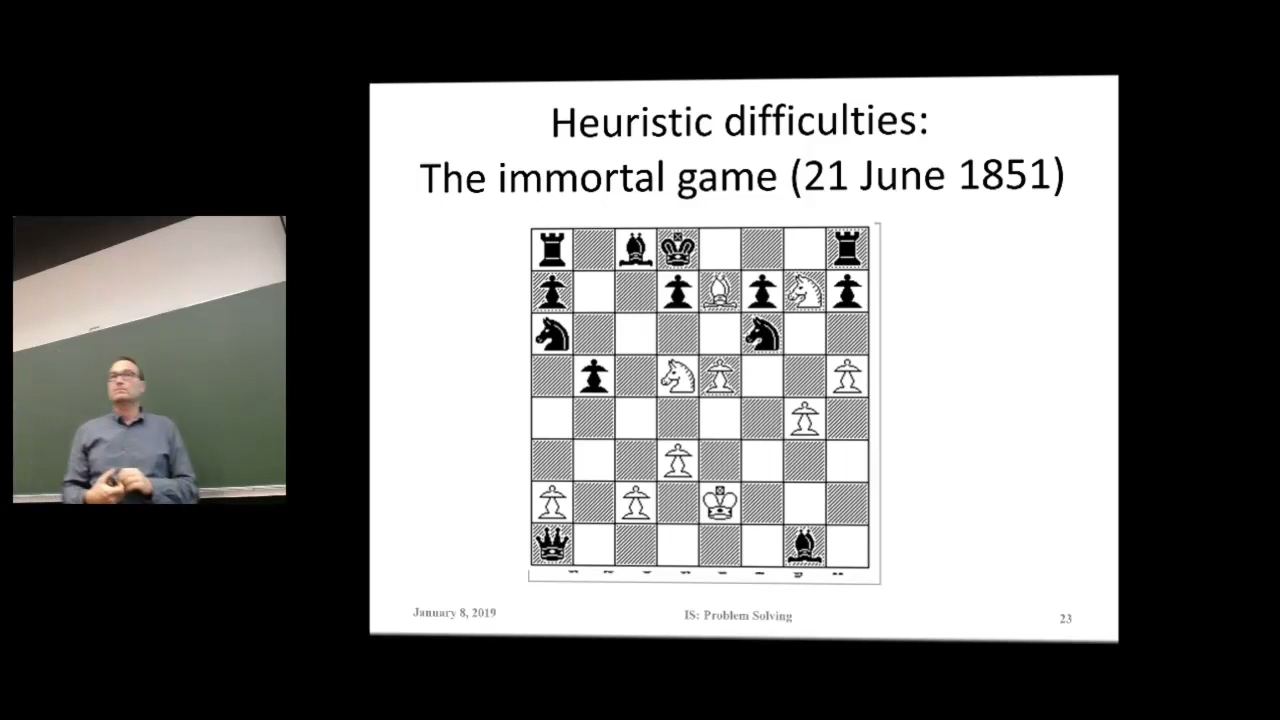 Heuristic difficulties:
The immortal game (21 June 1851)
January 8, 2019
IS: Problem Solving
23